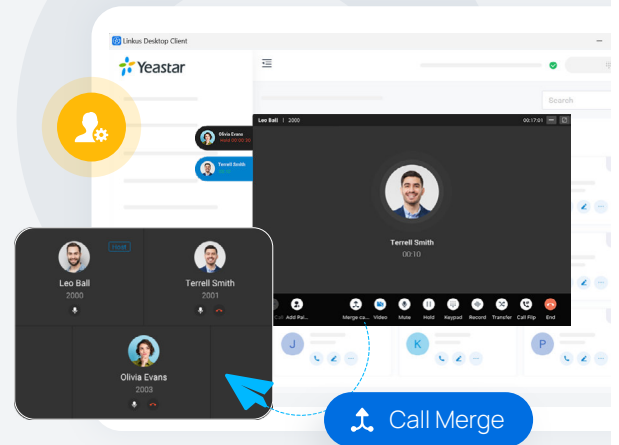 Linkus Desktop Client
Yeastar
Search
Olivia Evans
Terrell Smith
Leo Ball | 2000
00:17:01
Terrell Smith
00:10
Call
Add Pai...
Merge ca...
Video
Mute
Hold
Keypad
Record
Transfer
Call Flip
End
Leo Ball
2000
Terrell Smith
2001
Olivia Evans
2003
J
K
P
Call Merge